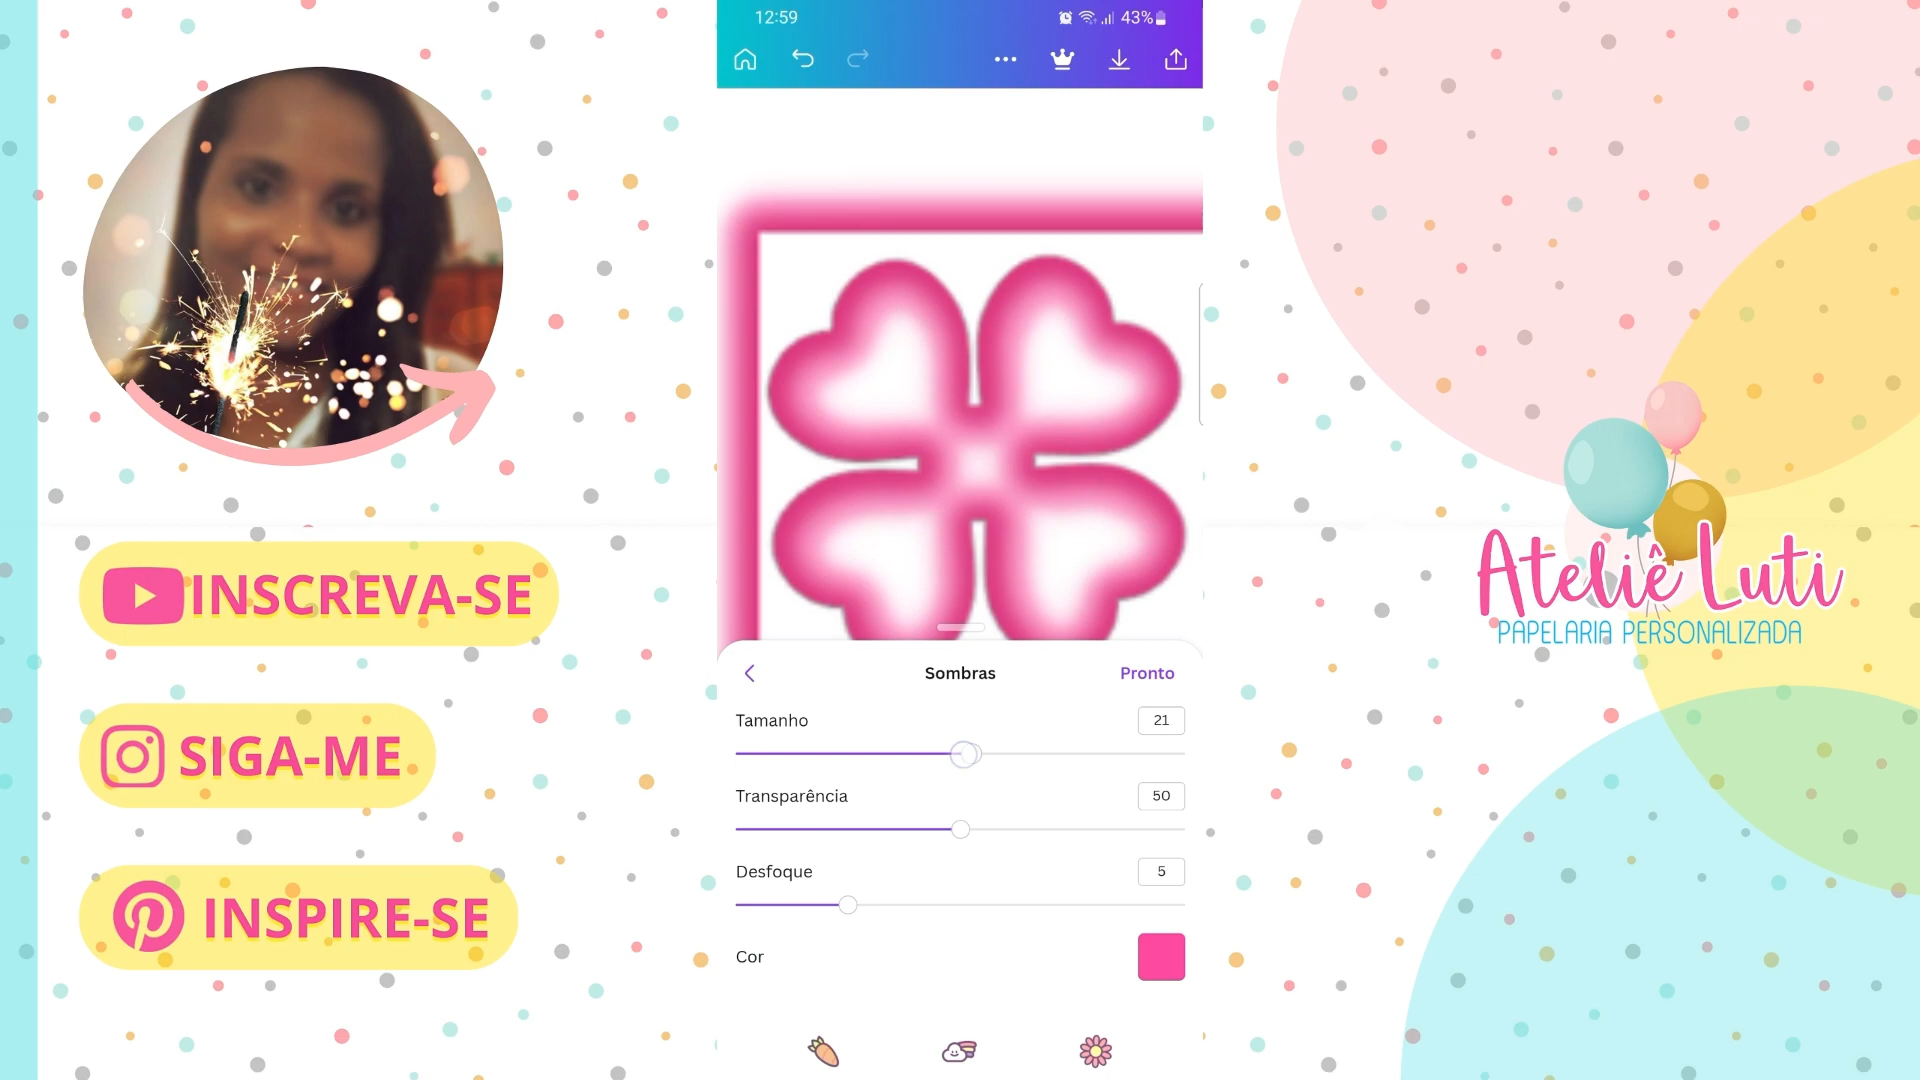 12:59
43%
INSCREVA-SE
SIGA-ME
INSPIRE-SE
Sombras
Pronto
Tamanho
21
Transparência
50
Desfoque
5
Cor
Ateliê Luti
PAPELARIA PERSONALIZADA